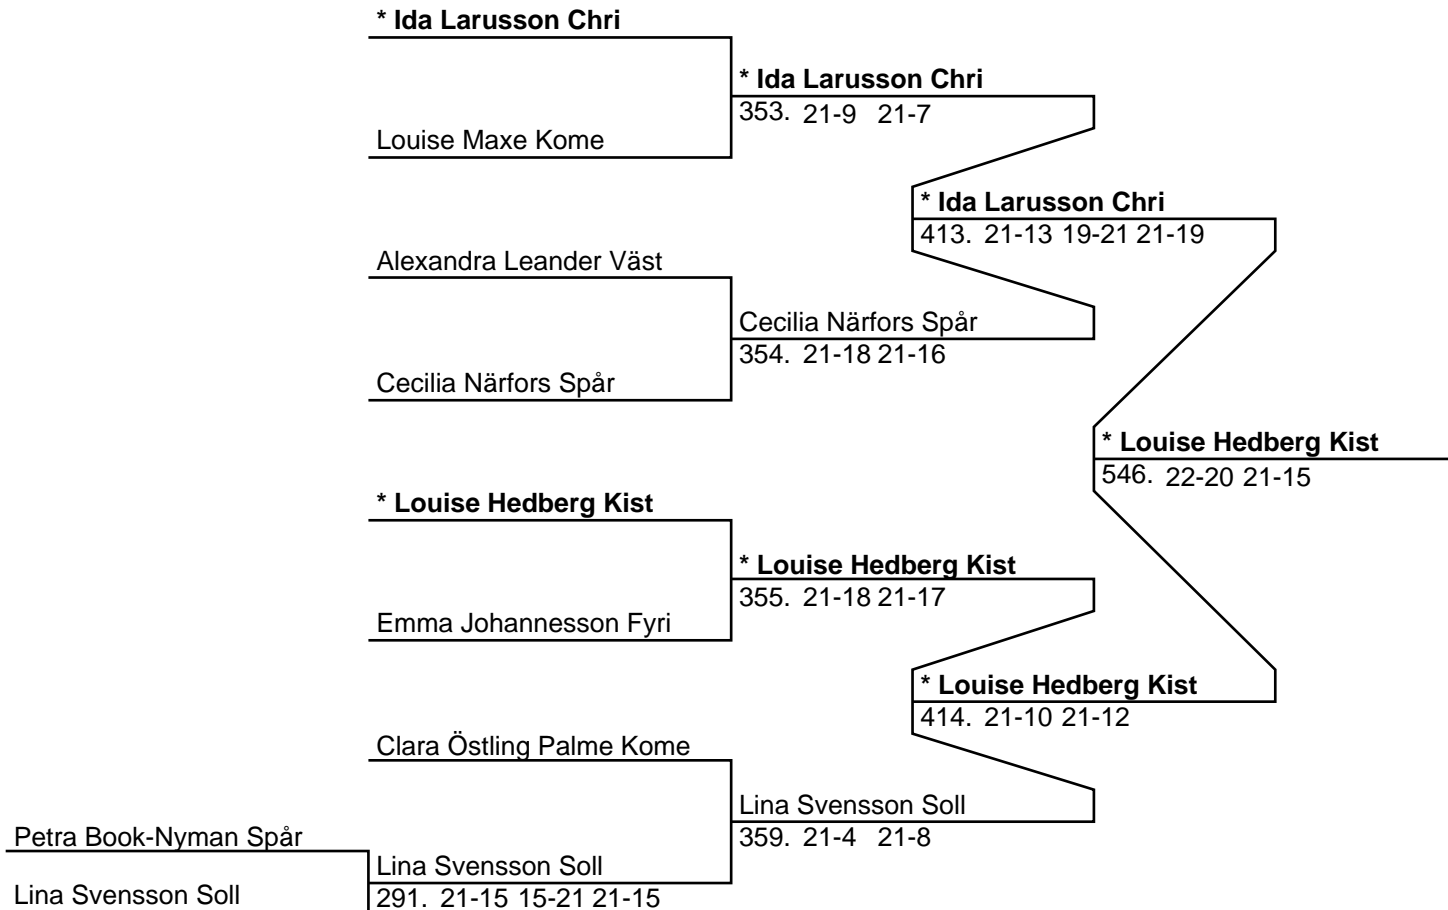 * Ida Larusson Chri
* Ida Larusson Chri
353. 21-9 21-7
Louise Maxe Kome
* Ida Larusson Chri
413. 21-13 19-21 21-19
Alexandra Leander Väst
Cecilia Närfors Spår
354. 21-18 21-16
Cecilia Närfors Spår
* Louise Hedberg Kist
546. 22-20 21-15
* Louise Hedberg Kist
* Louise Hedberg Kist
355. 21-18 21-17
Emma Johannesson Fyri
* Louise Hedberg Kist
414. 21-10 21-12
Clara Östling Palme Kome
Lina Svensson Soll
359. 21-4 21-8
Petra Book-Nyman Spår
Lina Svensson Soll
291. 21-15 15-21 21-15
Lina Svensson Soll